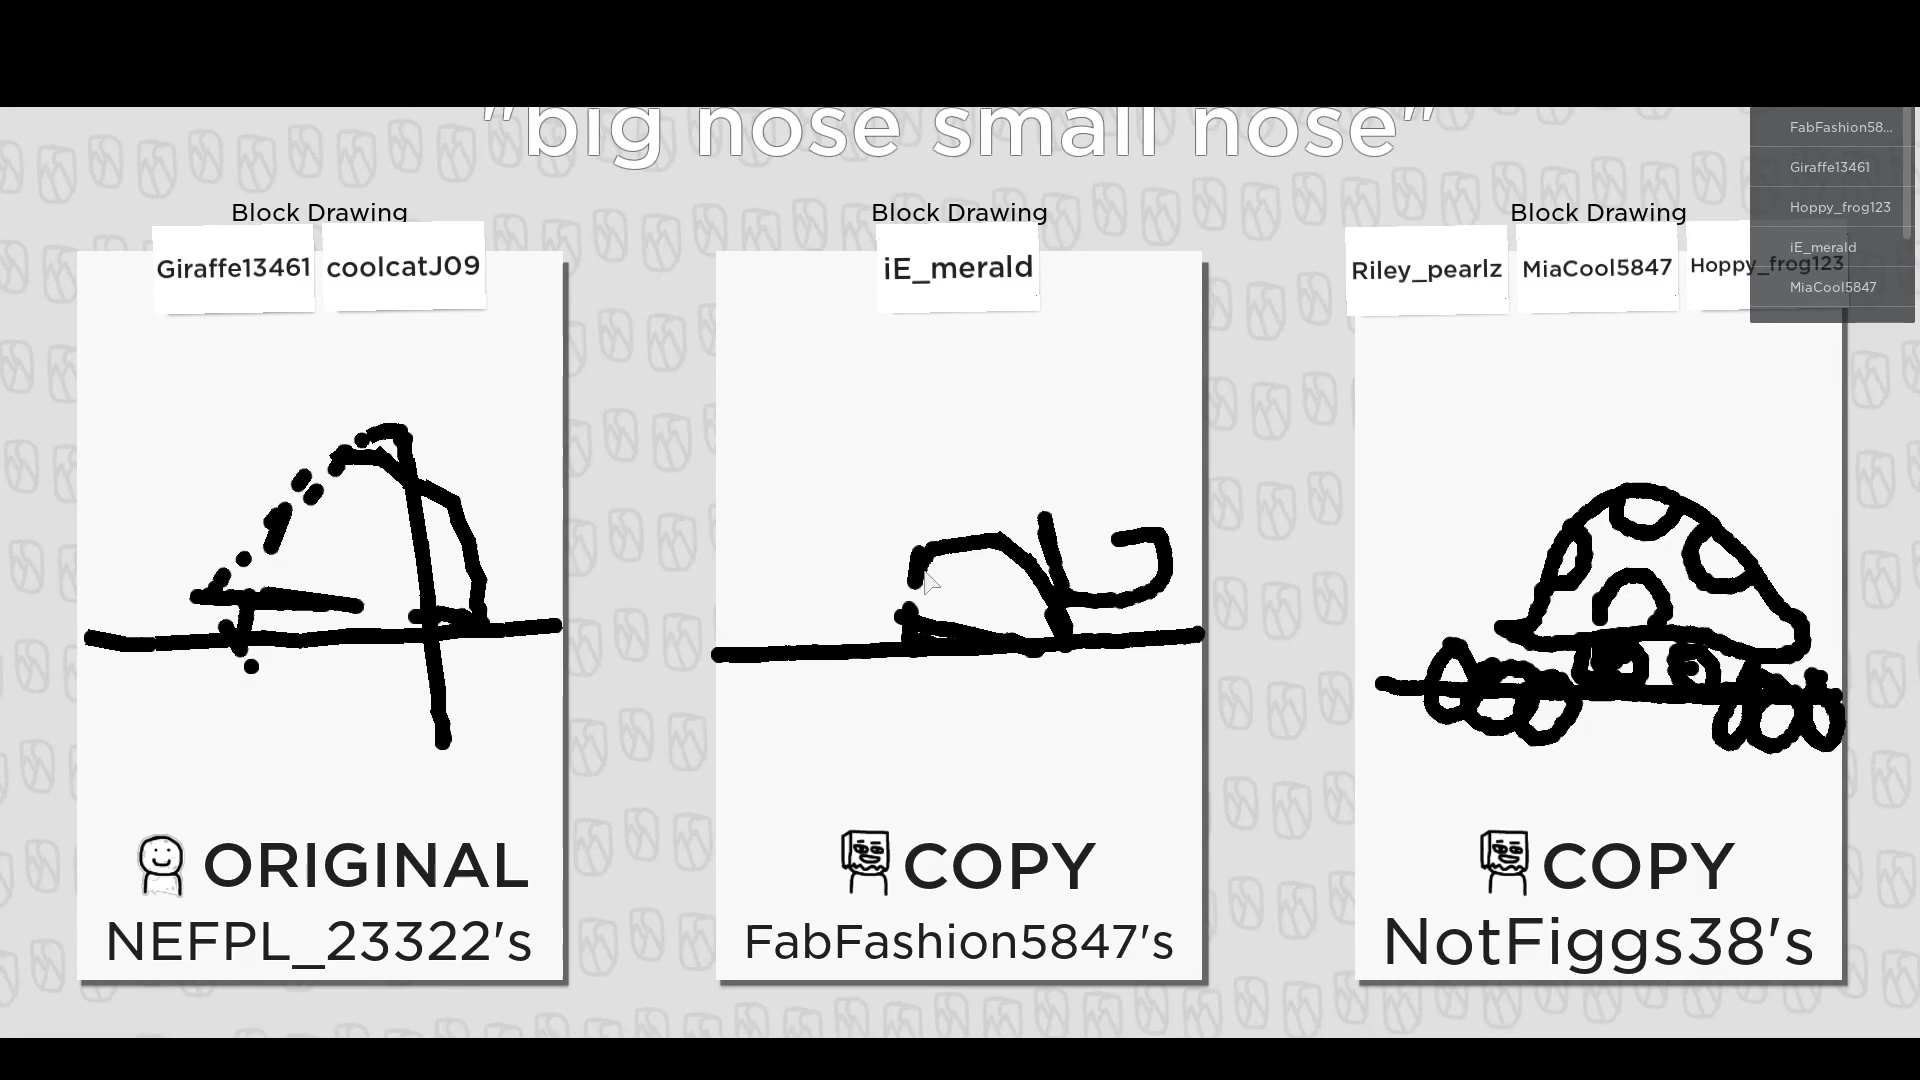 "big nose small nose"
Block Drawing
Giraffe13461
coolcatJ09
ORIGINAL
NEFPL_23322's
Block Drawing
iE_merald
COPY
FabFashion5847's
Block Drawing
Riley_pearlz
MiaCool5847
Hoppy_frog123
COPY
NotFiggs38's
FabFashion58...
Giraffe13461
Hoppy_frog123
iE_merald
MiaCool5847